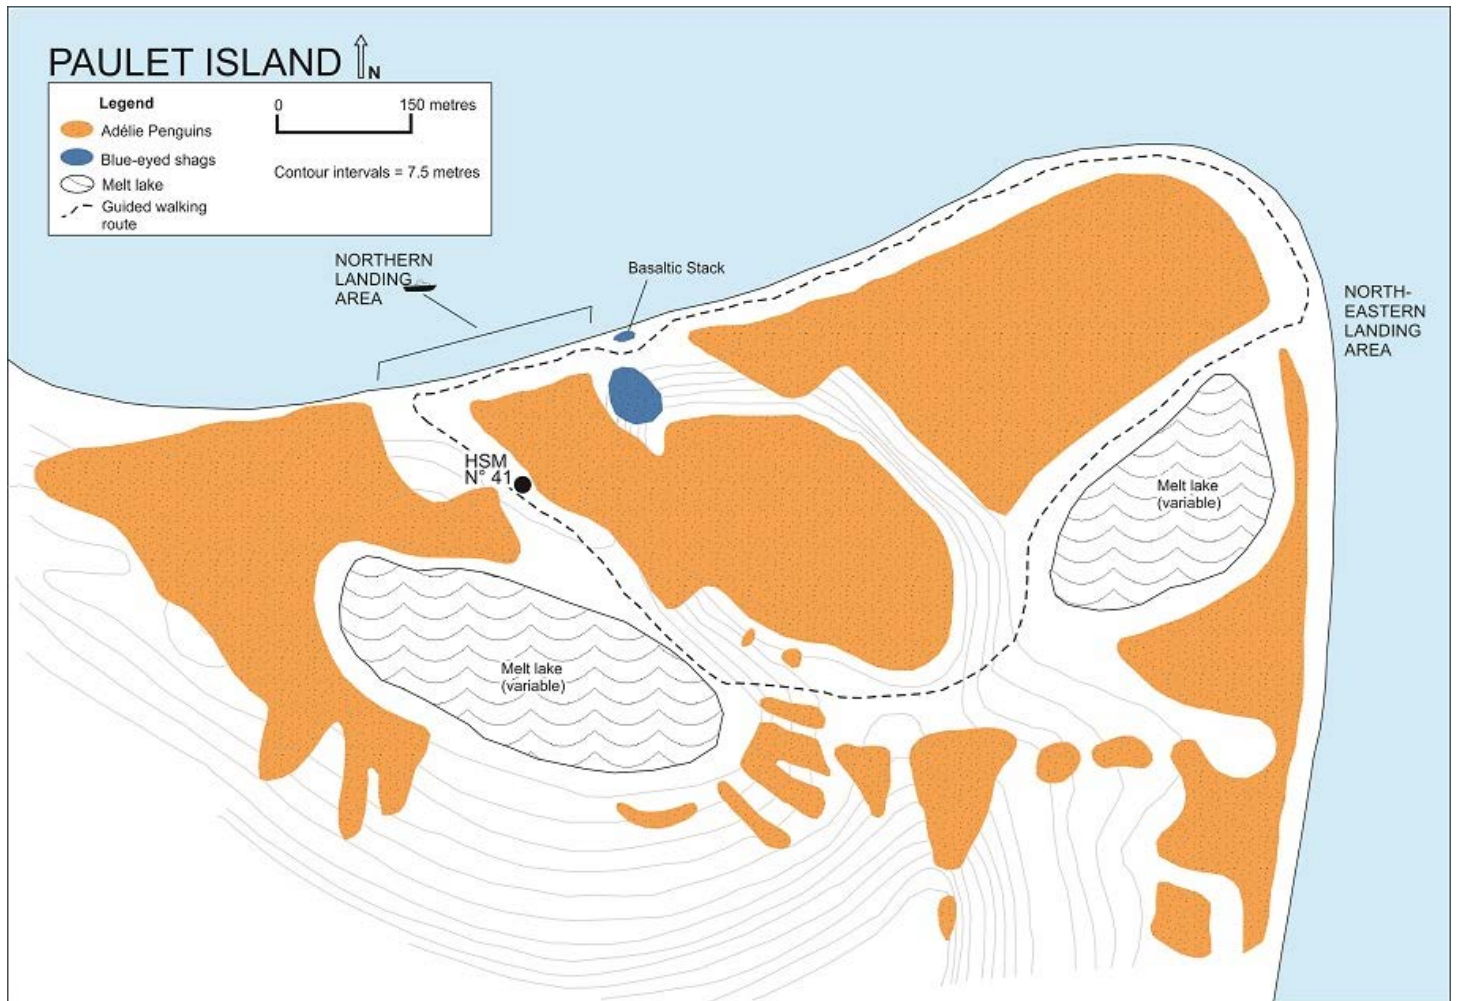 PAULET ISLAND
N
Legend
0 150 metres
Adélie Penguins
Blue-eyed shags
Contour intervals = 7.5 metres
Melt lake
Guided walking
route
NORTHERN
LANDING
AREA
Basaltic Stack
NORTH-
EASTERN
LANDING
AREA
HSM
N° 41
Melt lake
(variable)
Melt lake
(variable)